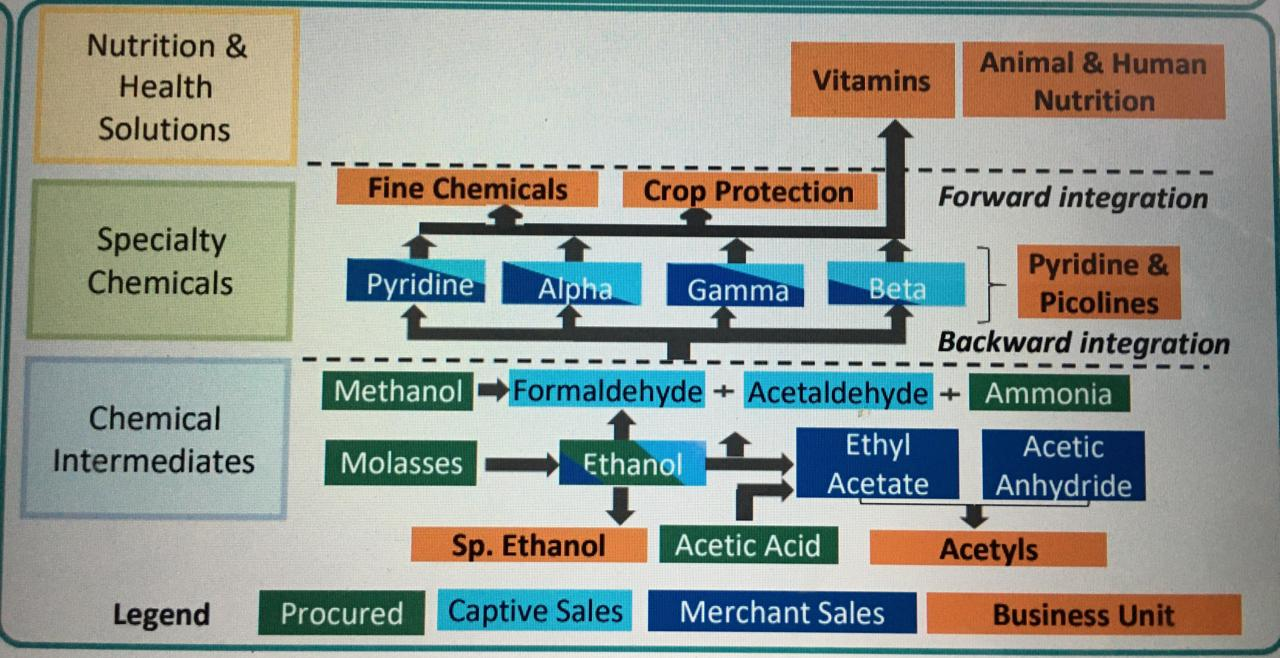 Nutrition &
Health
Solutions
Vitamins
Animal & Human
Nutrition
Fine Chemicals
Crop Protection
Forward integration
Specialty
Chemicals
Pyridine
Alpha
Gamma
Beta
Pyridine &
Picolines
Backward integration
Chemical
Intermediates
Methanol
Formaldehyde + Acetaldehyde + Ammonia
Molasses
Ethanol
Ethyl
Acetate
Acetic
Anhydride
Sp. Ethanol
Acetic Acid
Acetyls
Legend
Procured
Captive Sales
Merchant Sales
Business Unit